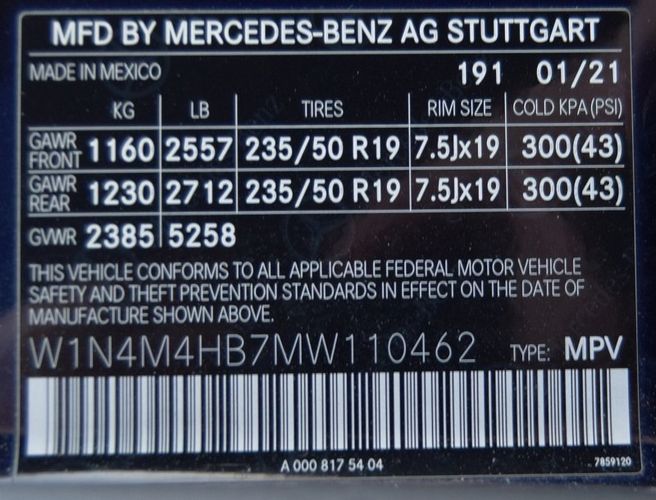 MFD BY MERCEDES-BENZ AG STUTTGART
MADE IN MEXICO 191 01/21
KG LB TIRES RIM SIZE COLD KPA (PSI)
GAWR FRONT 1160 2557 235/50 R19 7.5Jx19 300(43)
GAWR REAR 1230 2712 235/50 R19 7.5Jx19 300(43)
GVWR 2385 5258
THIS VEHICLE CONFORMS TO ALL APPLICABLE FEDERAL MOTOR VEHICLE
SAFETY AND THEFT PREVENTION STANDARDS IN EFFECT ON THE DATE OF
MANUFACTURE SHOWN ABOVE.
W1N4M4HB7MW110462 TYPE: MPV
A 000 817 54 04
7859120